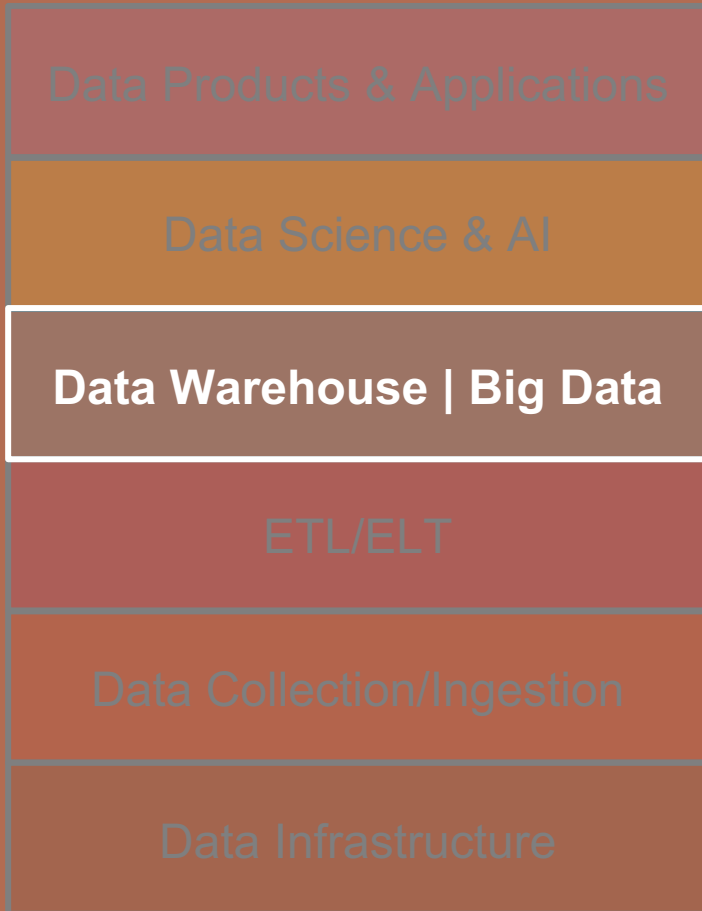 Data Products & Applications
Data Science & AI
Data Warehouse | Big Data
ETL/ELT
Data Collection/Ingestion
Data Infrastructure